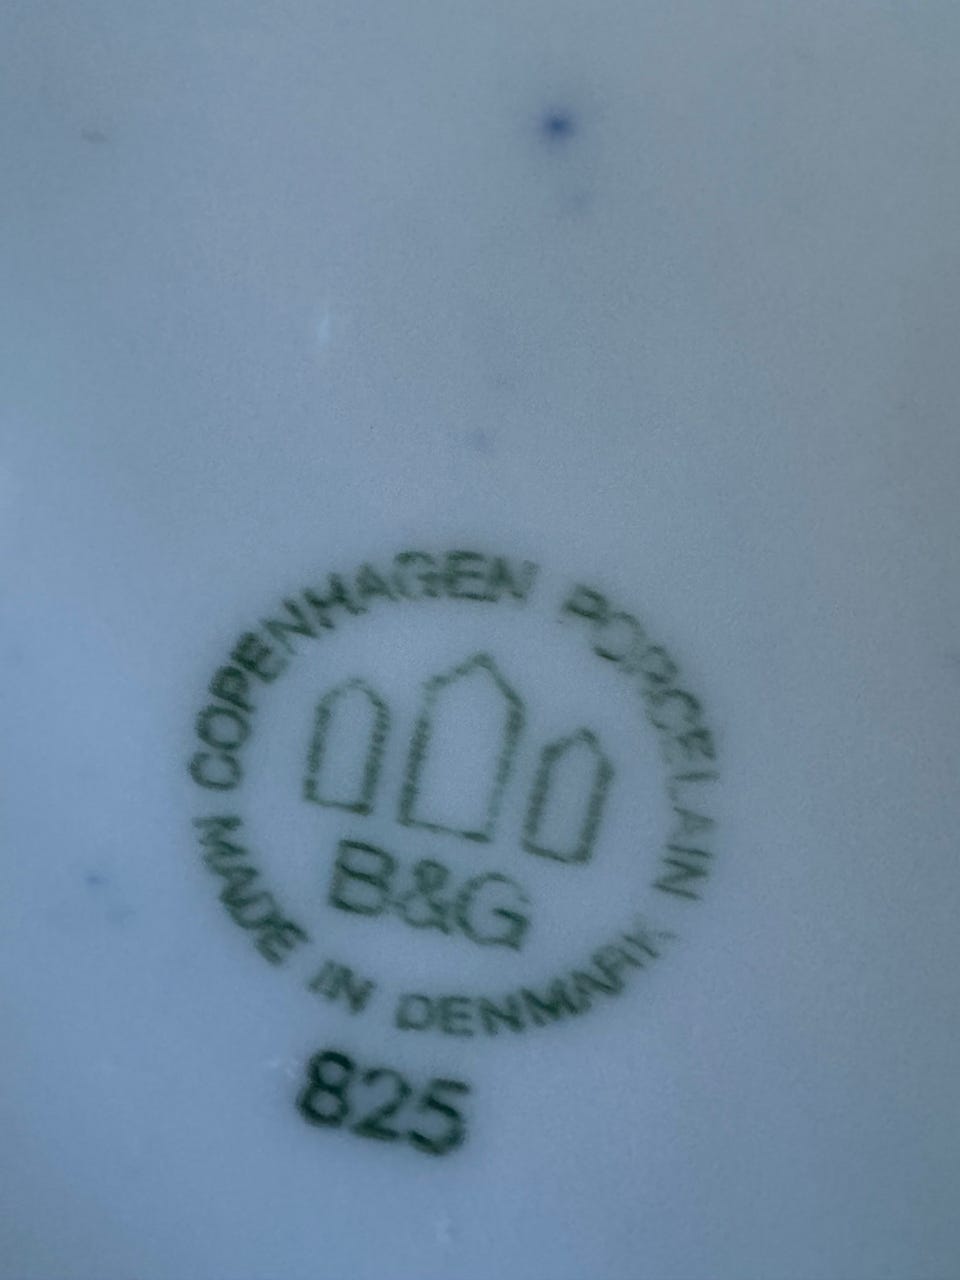 COPENHAGEN PORCELAIN
B&G
MADE IN DENMARK
825